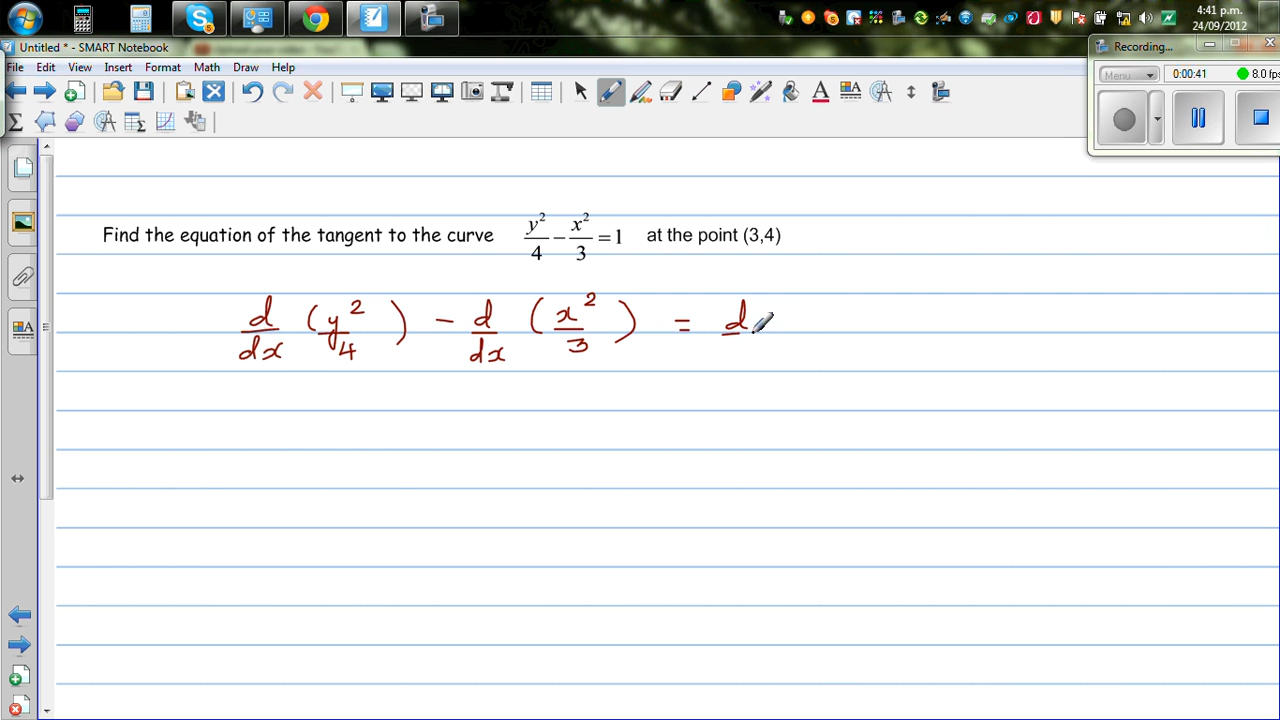 4:41 p.m.
24/09/2012
Untitled * - SMART Notebook
Recording...
File Edit View Insert Format Math Draw Help
Menu 0:00:41 8.0 fps
Find the equation of the tangent to the curve y²/4 − x²/3 = 1 at the point (3,4)
d/dx (y²/4) − d/dx (x²/3) = d